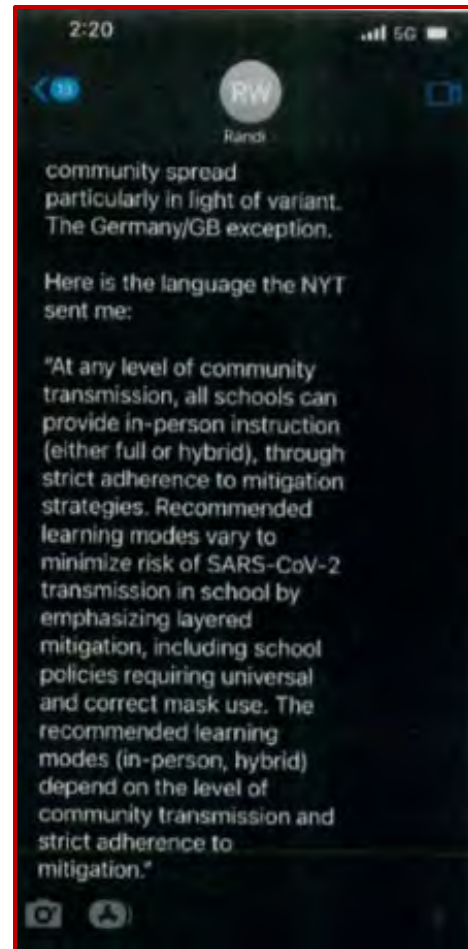 2:20
5G
13
RW
Randi
community spread
particularly in light of variant.
The Germany/GB exception.
Here is the language the NYT
sent me:
"At any level of community
transmission, all schools can
provide in-person instruction
(either full or hybrid), through
strict adherence to mitigation
strategies. Recommended
learning modes vary to
minimize risk of SARS-CoV-2
transmission in school by
emphasizing layered
mitigation, including school
policies requiring universal
and correct mask use. The
recommended learning
modes (in-person, hybrid)
depend on the level of
community transmission and
strict adherence to
mitigation."